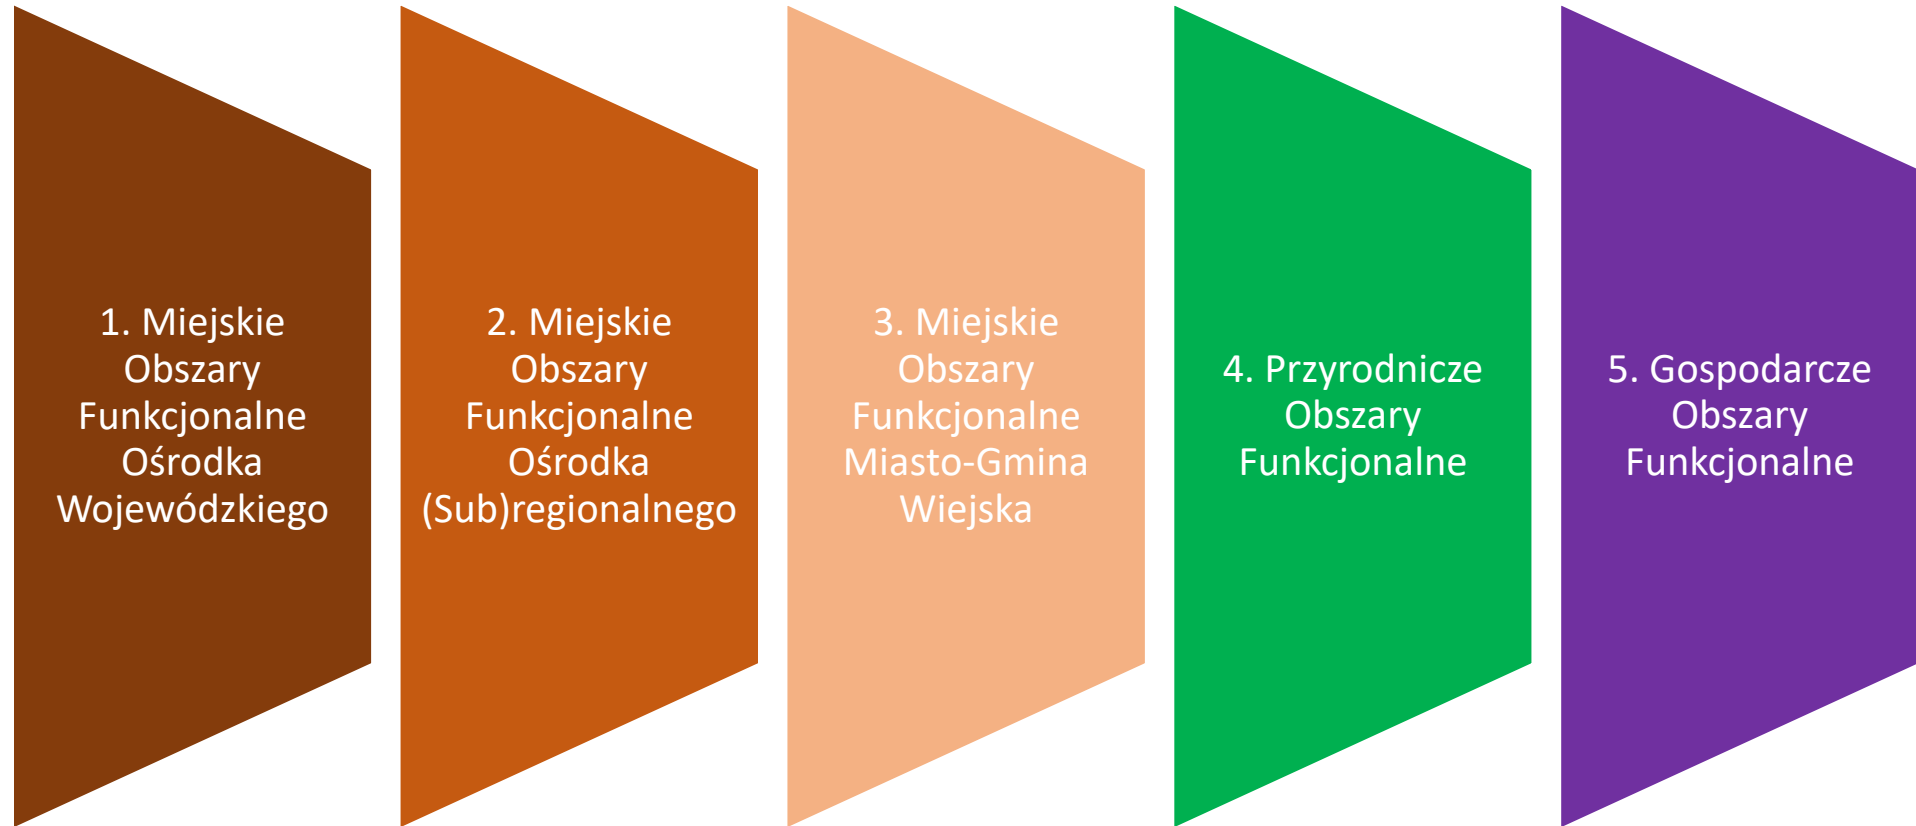 1. Miejskie
Obszary
Funkcjonalne
Ośrodka
Wojewódzkiego
2. Miejskie
Obszary
Funkcjonalne
Ośrodka
(Sub)regionalnego
3. Miejskie
Obszary
Funkcjonalne
Miasto-Gmina
Wiejska
4. Przyrodnicze
Obszary
Funkcjonalne
5. Gospodarcze
Obszary
Funkcjonalne